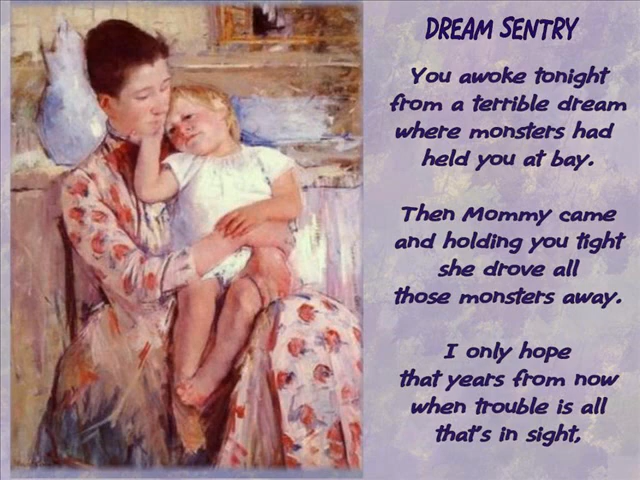 DREAM SENTRY
You awoke tonight
from a terrible dream
where monsters had
held you at bay.
Then Mommy came
and holding you tight
she drove all
those monsters away.
I only hope
that years from now
when trouble is all
that's in sight,